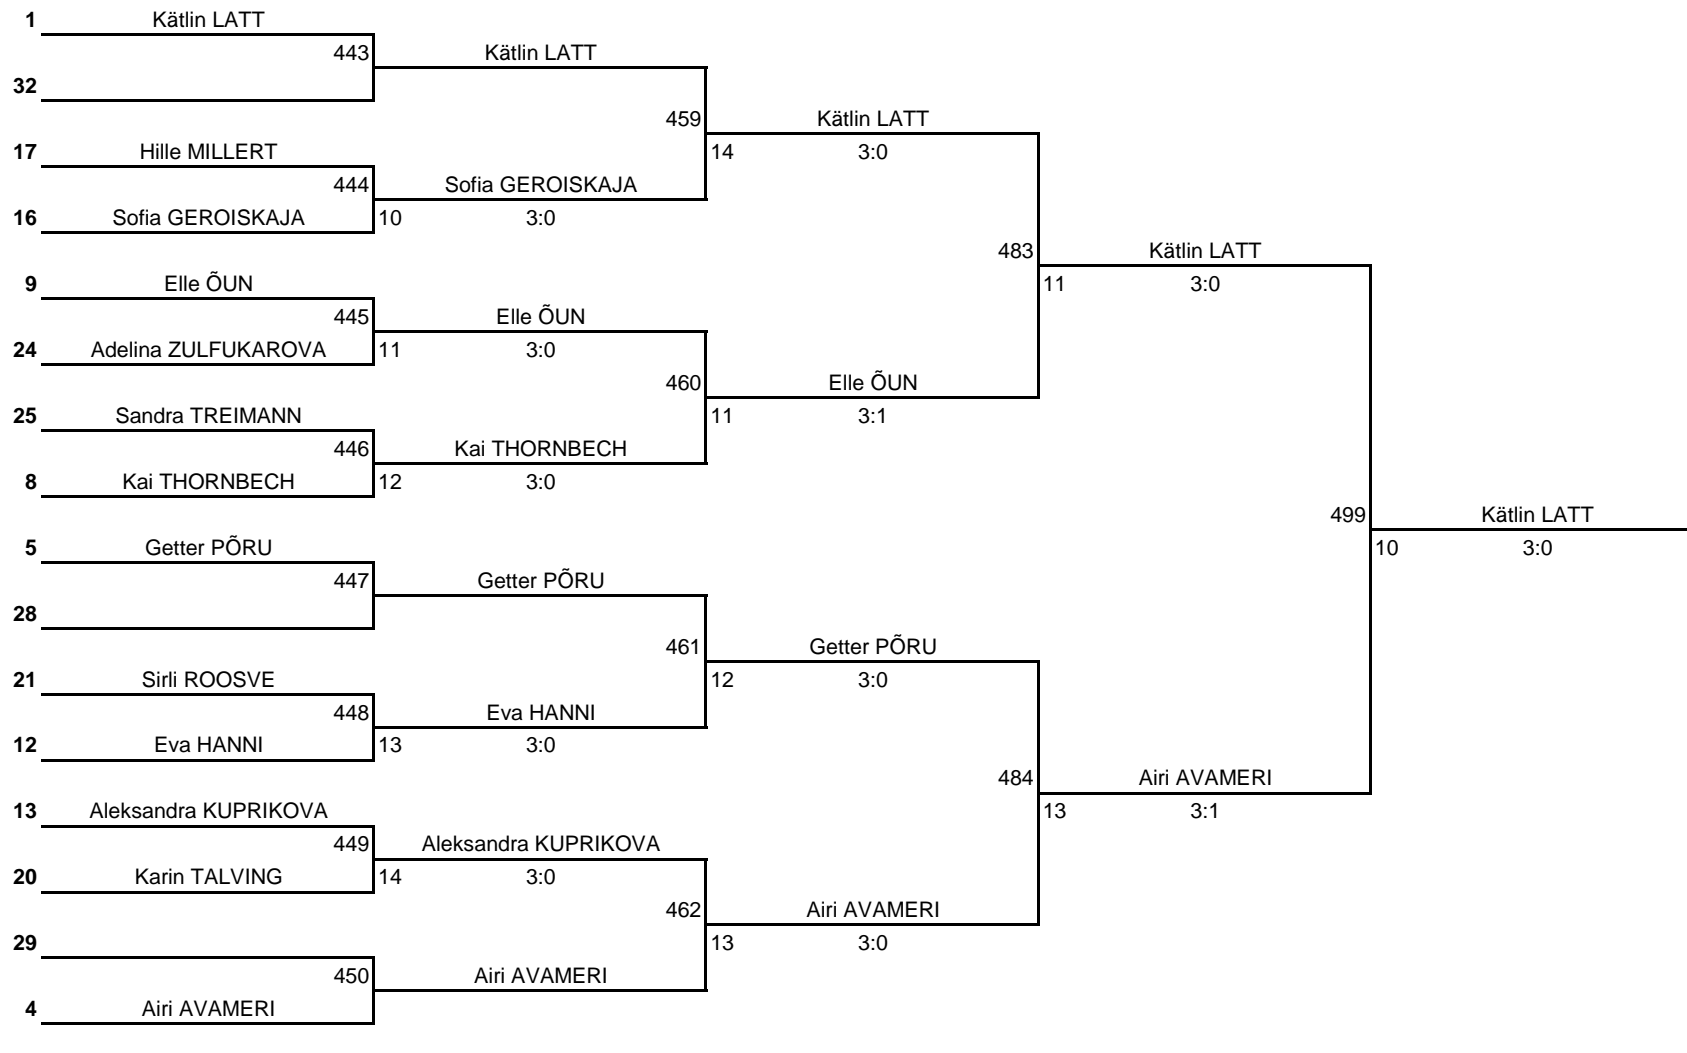 1 Kätlin LATT
443 Kätlin LATT
32
459 Kätlin LATT
17 Hille MILLERT 14 3:0
444 Sofia GEROISKAJA
16 Sofia GEROISKAJA 10 3:0
483 Kätlin LATT
9 Elle ÕUN 11 3:0
445 Elle ÕUN
24 Adelina ZULFUKAROVA 11 3:0
460 Elle ÕUN
25 Sandra TREIMANN 11 3:1
446 Kai THORNBECH
8 Kai THORNBECH 12 3:0
499 Kätlin LATT
5 Getter PÕRU 10 3:0
447 Getter PÕRU
28
461 Getter PÕRU
21 Sirli ROOSVE 12 3:0
448 Eva HANNI
12 Eva HANNI 13 3:0
484 Airi AVAMERI
13 Aleksandra KUPRIKOVA 13 3:1
449 Aleksandra KUPRIKOVA
20 Karin TALVING 14 3:0
462 Airi AVAMERI
29 13 3:0
450 Airi AVAMERI
4 Airi AVAMERI